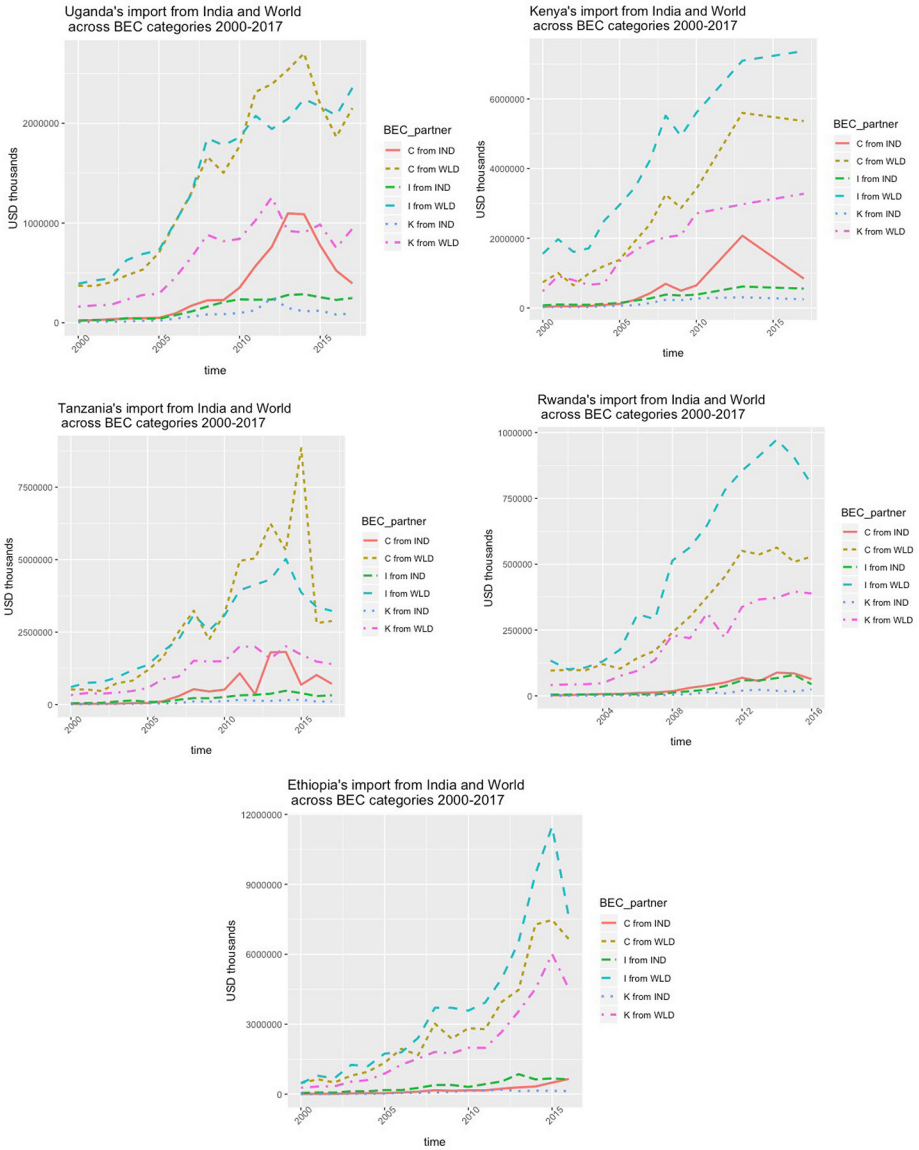 Uganda's import from India and World
across BEC categories 2000-2017
USD thousands
2000000
1000000
0
2000
2005
2010
2015
time
BEC_partner
C from IND
C from WLD
I from IND
I from WLD
K from IND
K from WLD
Kenya's import from India and World
across BEC categories 2000-2017
USD thousands
6000000
4000000
2000000
0
2000
2005
2010
2015
time
BEC_partner
C from IND
C from WLD
I from IND
I from WLD
K from IND
K from WLD
Tanzania's import from India and World
across BEC categories 2000-2017
USD thousands
7500000
5000000
2500000
0
2000
2005
2010
2015
time
BEC_partner
C from IND
C from WLD
I from IND
I from WLD
K from IND
K from WLD
Rwanda's import from India and World
across BEC categories 2000-2017
USD thousands
1000000
750000
500000
250000
0
2004
2008
2012
2016
time
BEC_partner
C from IND
C from WLD
I from IND
I from WLD
K from IND
K from WLD
Ethiopia's import from India and World
across BEC categories 2000-2017
USD thousands
12000000
9000000
6000000
3000000
0
2000
2005
2010
2015
time
BEC_partner
C from IND
C from WLD
I from IND
I from WLD
K from IND
K from WLD